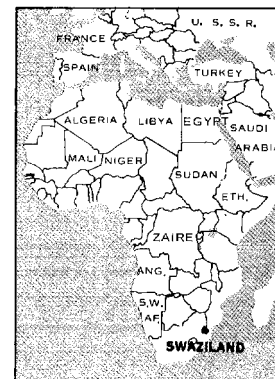 U. S. S. R.
FRANCE
SPAIN
TURKEY
ALGERIA
LIBYA
EGYPT
SAUDI
ARABIA
MALI
NIGER
SUDAN
ETH.
ZAIRE
ANG.
S.W.
AF.
SWAZILAND